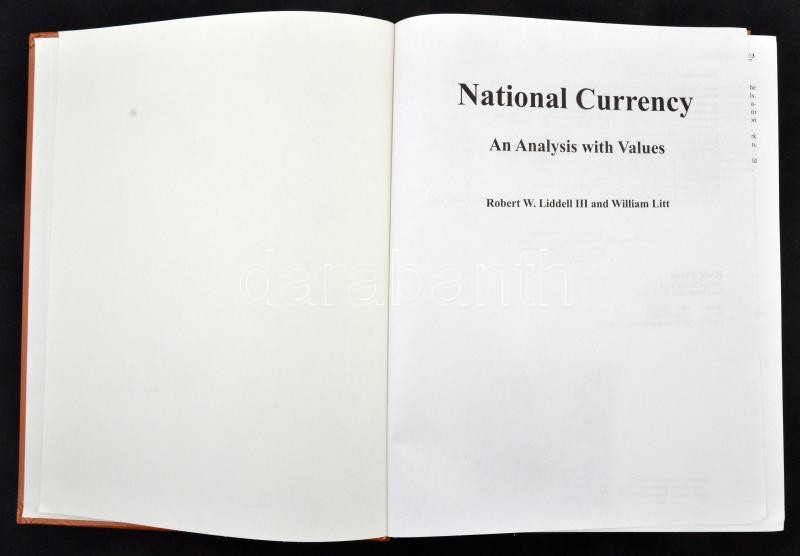 National Currency
An Analysis with Values
Robert W. Liddell III and William Litt
darabanth